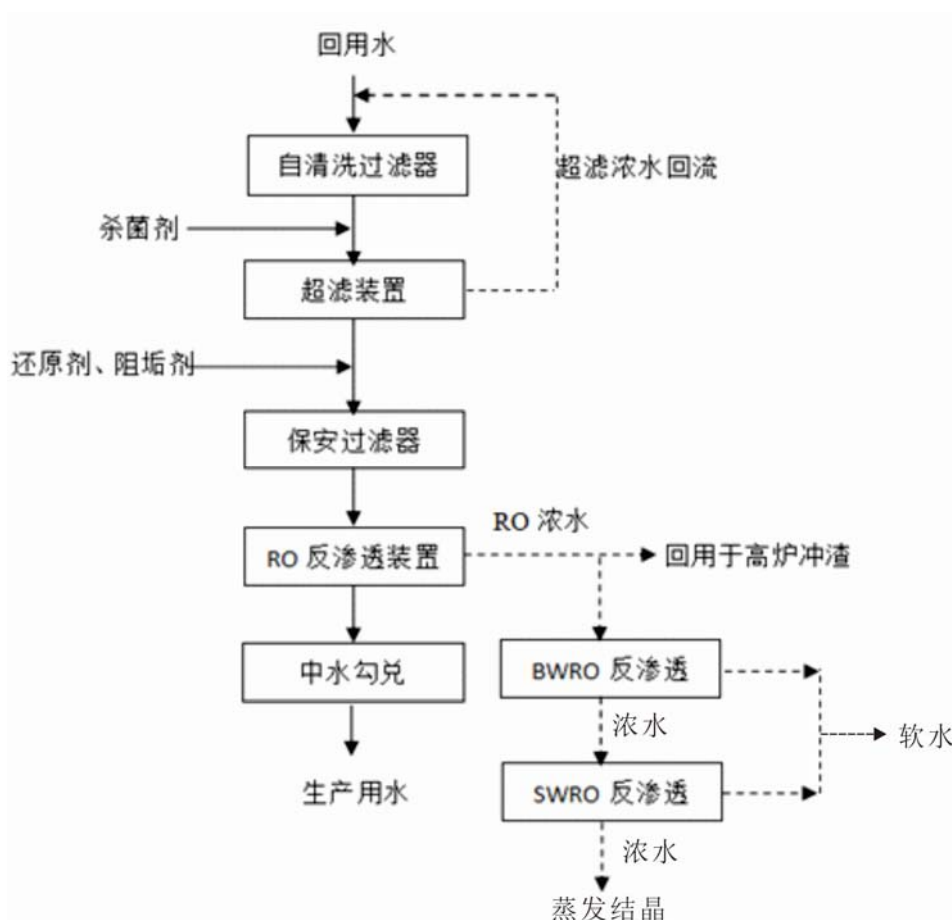 回用水
自清洗过滤器
超滤浓水回流
杀菌剂
超滤装置
还原剂、阻垢剂
保安过滤器
RO 浓水
RO 反渗透装置
回用于高炉冲渣
中水勾兑
BWRO 反渗透
浓水
软水
生产用水
SWRO 反渗透
浓水
蒸发结晶